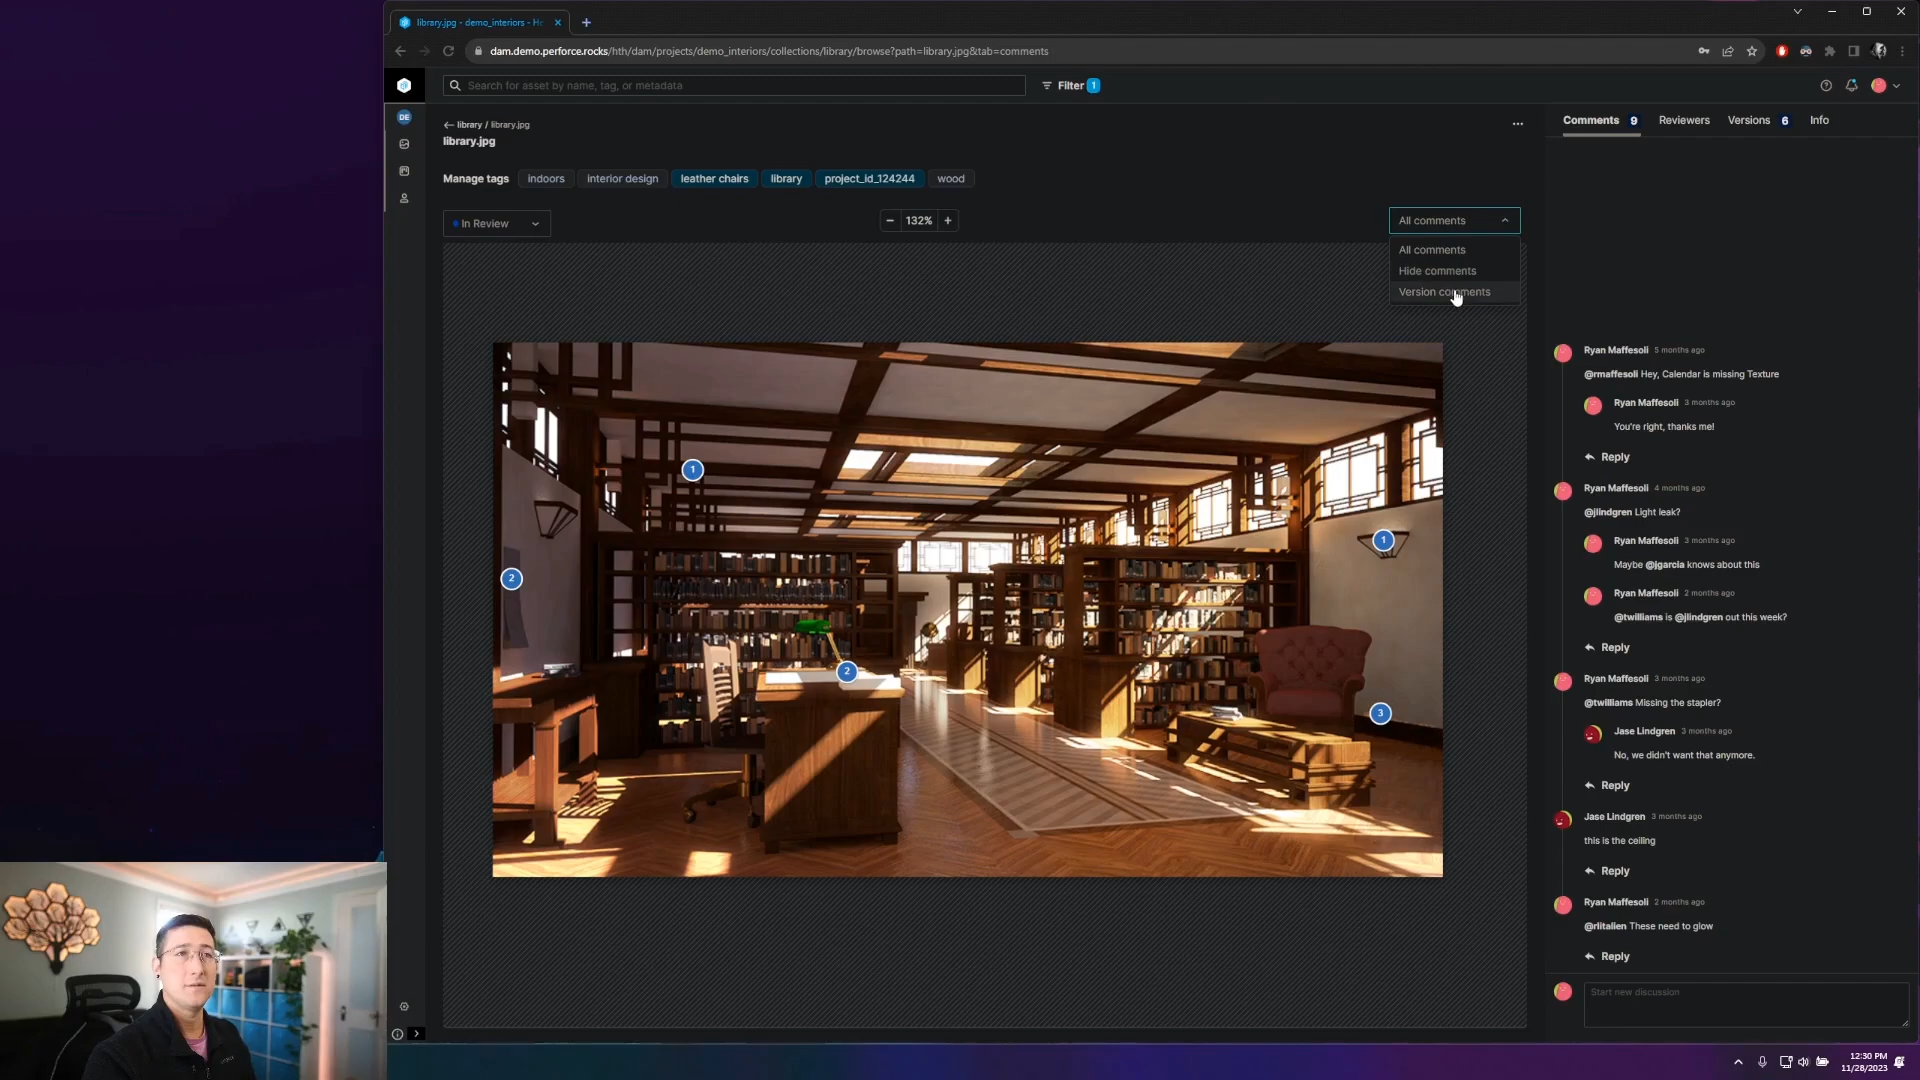 library.jpg - demo_interiors - He
dam.demo.perforce.rocks/hth/dam/projects/demo_interiors/collections/library/browse?path=library.jpg&tab=comments
Search for asset by name, tag, or metadata
Filter 1
DE
library / library.jpg
library.jpg
Manage tags indoors interior design leather chairs library project_id_124244 wood
In Review
132%
All comments
All comments
Hide comments
Version comments
1
1
2
2
3
Comments 9 Reviewers Versions 6 Info
Ryan Maffesoli 5 months ago
@rmaffesoli Hey, Calendar is missing Texture
Ryan Maffesoli 3 months ago
You're right, thanks me!
Reply
Ryan Maffesoli 4 months ago
@jlindgren Light leak?
Ryan Maffesoli 3 months ago
Maybe @jgarcia knows about this
Ryan Maffesoli 2 months ago
@twilliams is @jlindgren out this week?
Reply
Ryan Maffesoli 3 months ago
@twilliams Missing the stapler?
Jase Lindgren 3 months ago
No, we didn't want that anymore.
Reply
Jase Lindgren 3 months ago
this is the ceiling
Reply
Ryan Maffesoli 2 months ago
@rlitalien These need to glow
Reply
Start new discussion
12:30 PM
11/28/2023